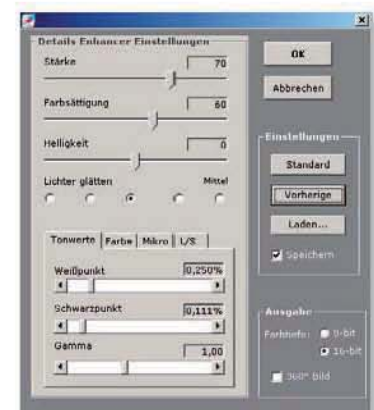 Details Enhancer Einstellungen
Stärke 70
Farbsättigung 60
Helligkeit 0
Lichter glätten Mittel
Tonwerte Farbe Mikro L/S
Weißpunkt 0,250%
Schwarzpunkt 0,111%
Gamma 1,00
OK
Abbrechen
Einstellungen
Standard
Vorherige
Laden...
Speichern
Ausgabe
Farbtiefe: 8-bit
16-bit
360° Bild